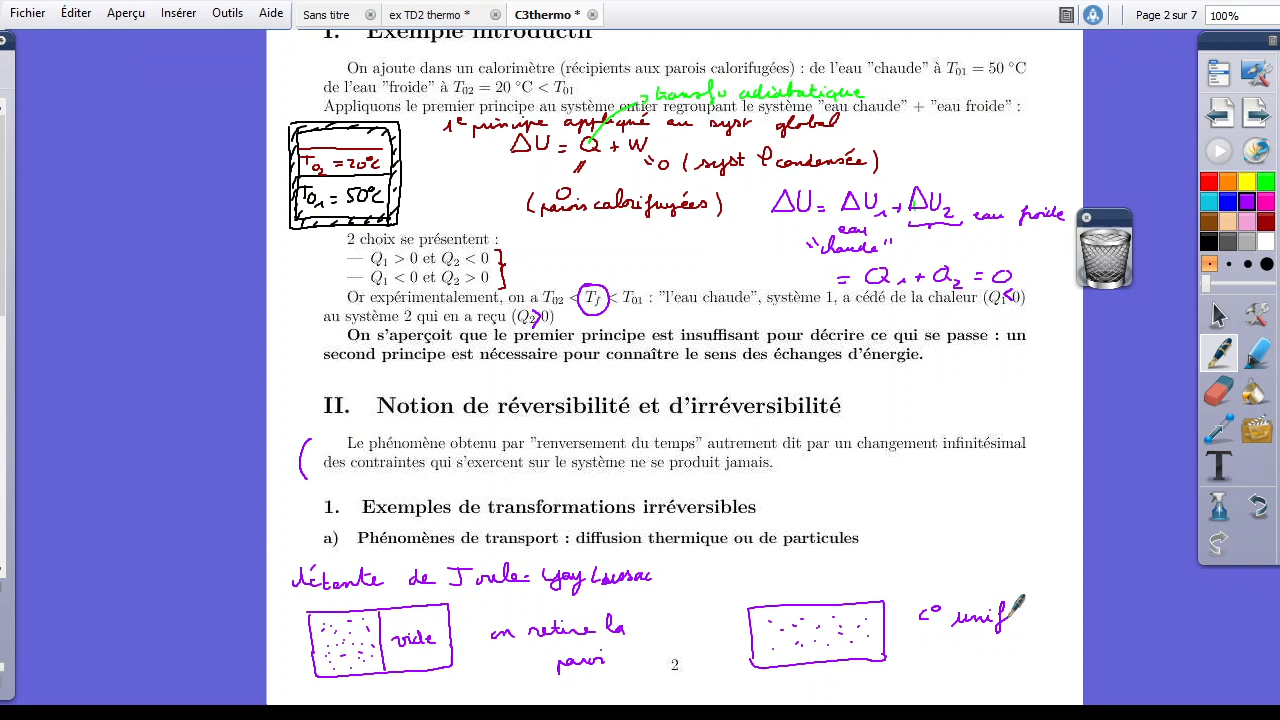 Fichier Edition Aperçu Insérer Outils Aide
Sans titre
ex TD2 thermo *
C3thermo *
Page 2 sur 7
100%
I. Exemple introductif
On ajoute dans un calorimètre (récipients aux parois calorifugées) : de l'eau "chaude" à T01 = 50 °C
de l'eau "froide" à T02 = 20 °C < T01
transfo adiabatique
Appliquons le premier principe au système entier regroupant le système "eau chaude" + "eau froide" :
1e principe appliqué au syst global
ΔU = Q + W
T02 = 20°C
"0 (syst φ condensée)
T01 = 50°C
0
(parois calorifugées)
ΔU = ΔU1 + ΔU2 eau froide
eau
"chaude"
2 choix se présentent :
— Q1 > 0 et Q2 < 0
= Q1 + Q2 = 0
— Q1 < 0 et Q2 > 0
Or expérimentalement, on a T02 < Tf < T01 : "l'eau chaude", système 1, a cédé de la chaleur (Q1<0)
au système 2 qui en a reçu (Q2>0)
On s'aperçoit que le premier principe est insuffisant pour décrire ce qui se passe : un
second principe est nécessaire pour connaître le sens des échanges d'énergie.
II. Notion de réversibilité et d'irréversibilité
Le phénomène obtenu par "renversement du temps" autrement dit par un changement infinitésimal
des contraintes qui s'exercent sur le système ne se produit jamais.
1. Exemples de transformations irréversibles
a) Phénomènes de transport : diffusion thermique ou de particules
Détente de Joule-Gay Lussac
vide
on retire la
paroi
c° unif
2